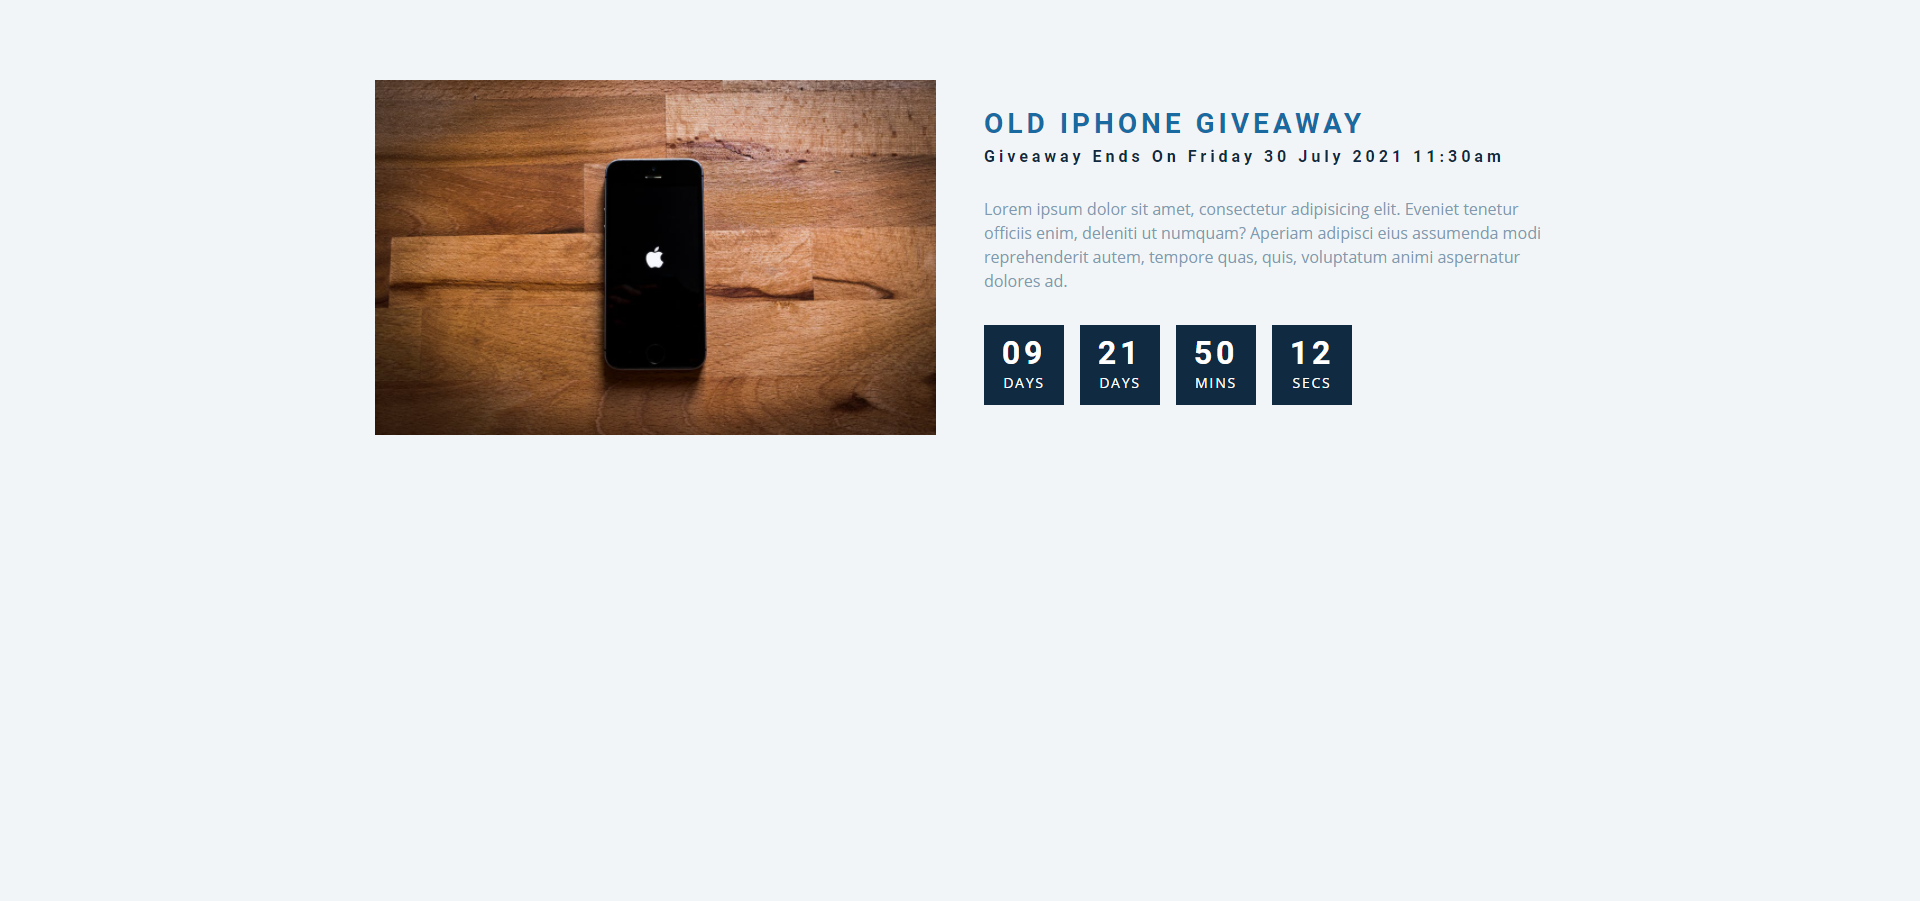 OLD IPHONE GIVEAWAY
Giveaway Ends On Friday 30 July 2021 11:30am
Lorem ipsum dolor sit amet, consectetur adipisicing elit. Eveniet tenetur
officiis enim, deleniti ut numquam? Aperiam adipisci eius assumenda modi
reprehenderit autem, tempore quas, quis, voluptatum animi aspernatur
dolores ad.
09 21 50 12
DAYS DAYS MINS SECS